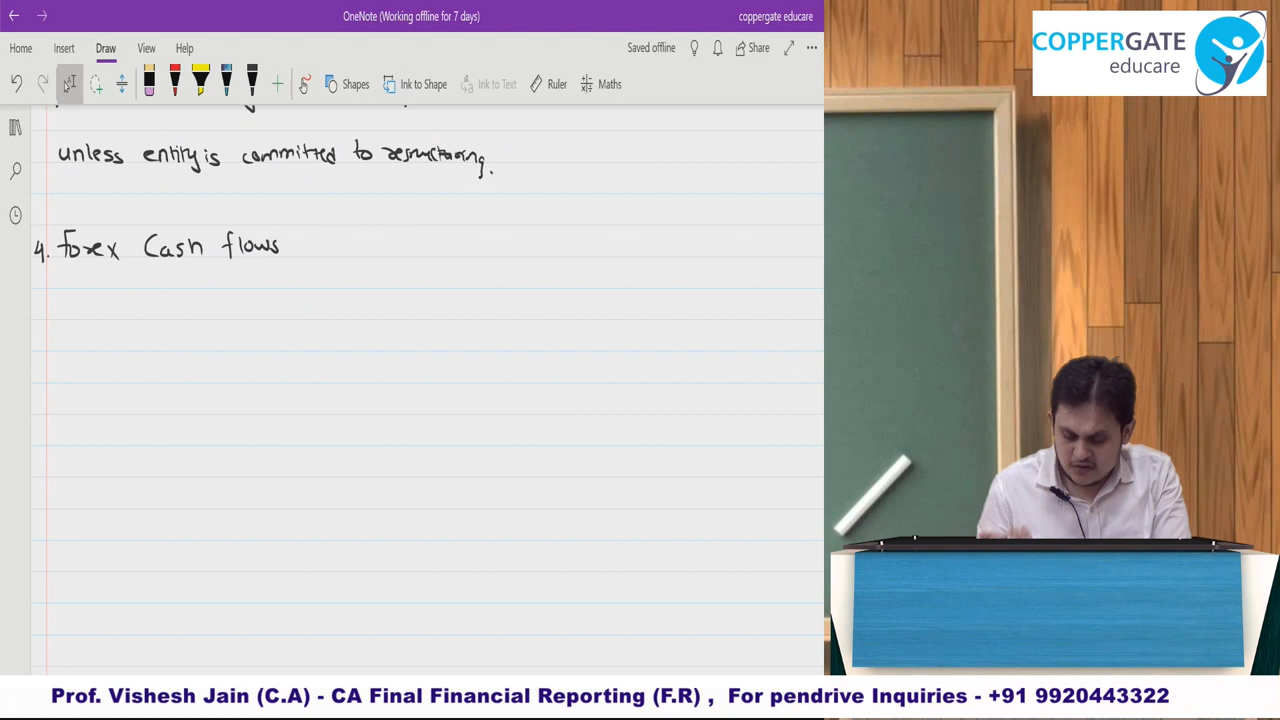 OneNote (Working offline for 7 days)
coppergate educare
Home Insert Draw View Help
Saved offline
Share
Shapes
Ink to Shape
Ink to Text
Ruler
Maths
unless entity is committed to restructuring.
4. Forex Cash flows
COPPERGATE
educare
Prof. Vishesh Jain (C.A) - CA Final Financial Reporting (F.R) , For pendrive Inquiries - +91 9920443322